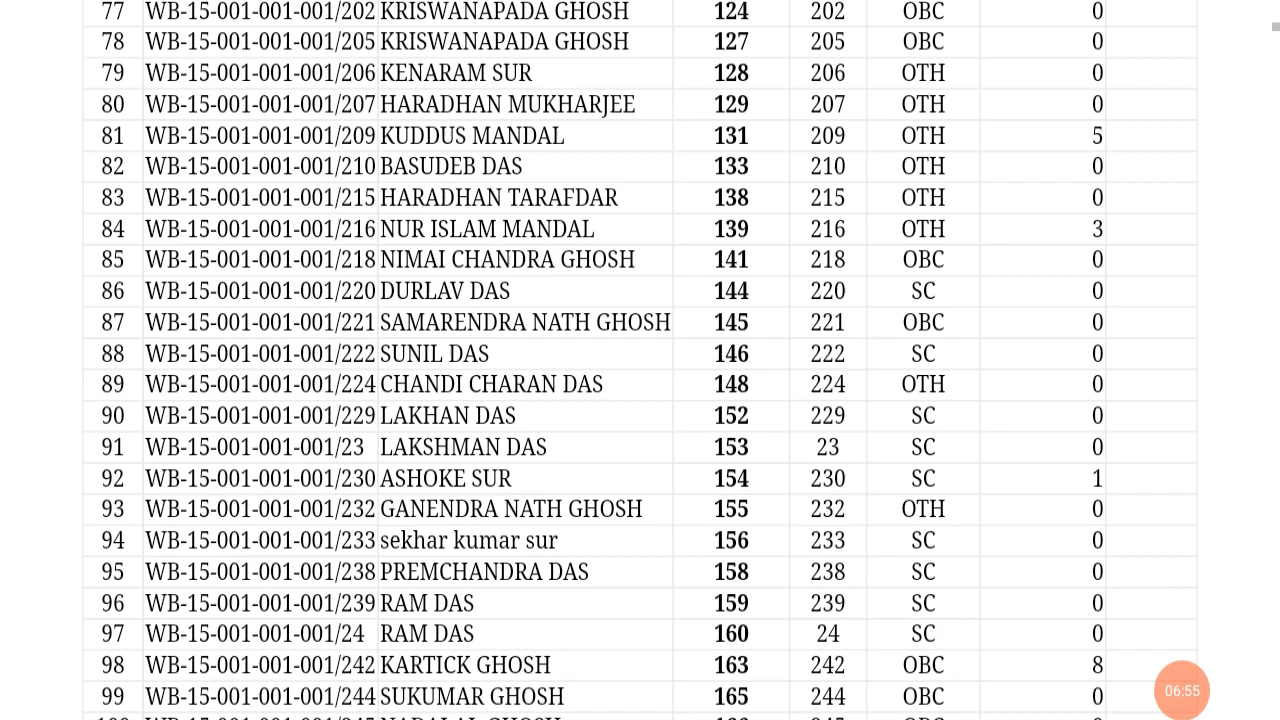 77 WB-15-001-001-001/202 KRISWANAPADA GHOSH 124 202 OBC 0
78 WB-15-001-001-001/205 KRISWANAPADA GHOSH 127 205 OBC 0
79 WB-15-001-001-001/206 KENARAM SUR 128 206 OTH 0
80 WB-15-001-001-001/207 HARADHAN MUKHARJEE 129 207 OTH 0
81 WB-15-001-001-001/209 KUDDUS MANDAL 131 209 OTH 5
82 WB-15-001-001-001/210 BASUDEB DAS 133 210 OTH 0
83 WB-15-001-001-001/215 HARADHAN TARAFDAR 138 215 OTH 0
84 WB-15-001-001-001/216 NUR ISLAM MANDAL 139 216 OTH 3
85 WB-15-001-001-001/218 NIMAI CHANDRA GHOSH 141 218 OBC 0
86 WB-15-001-001-001/220 DURLAV DAS 144 220 SC 0
87 WB-15-001-001-001/221 SAMARENDRA NATH GHOSH 145 221 OBC 0
88 WB-15-001-001-001/222 SUNIL DAS 146 222 SC 0
89 WB-15-001-001-001/224 CHANDI CHARAN DAS 148 224 OTH 0
90 WB-15-001-001-001/229 LAKHAN DAS 152 229 SC 0
91 WB-15-001-001-001/23 LAKSHMAN DAS 153 23 SC 0
92 WB-15-001-001-001/230 ASHOKE SUR 154 230 SC 1
93 WB-15-001-001-001/232 GANENDRA NATH GHOSH 155 232 OTH 0
94 WB-15-001-001-001/233 sekhar kumar sur 156 233 SC 0
95 WB-15-001-001-001/238 PREMCHANDRA DAS 158 238 SC 0
96 WB-15-001-001-001/239 RAM DAS 159 239 SC 0
97 WB-15-001-001-001/24 RAM DAS 160 24 SC 0
98 WB-15-001-001-001/242 KARTICK GHOSH 163 242 OBC 8
99 WB-15-001-001-001/244 SUKUMAR GHOSH 165 244 OBC 0
06:55